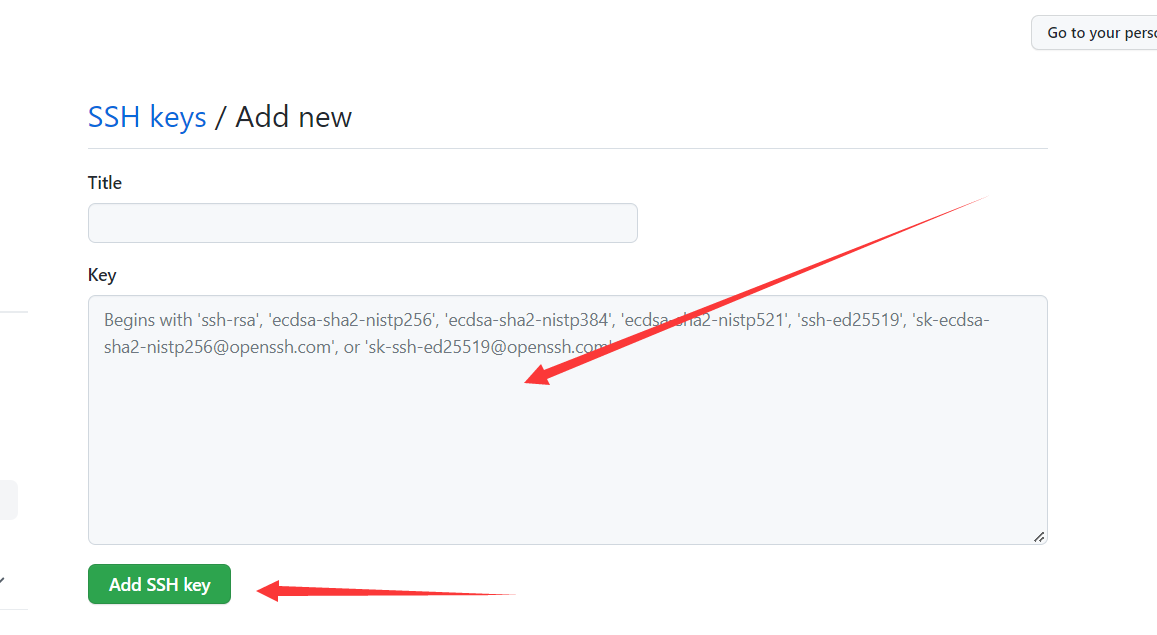 Go to your
SSH keys / Add new
Title
Key
Begins with 'ssh-rsa', 'ecdsa-sha2-nistp256', 'ecdsa-sha2-nistp384', 'ecdsa-sha2-nistp521', 'ssh-ed25519', 'sk-ecdsa-
sha2-nistp256@openssh.com', or 'sk-ssh-ed25519@openssh.com'
Add SSH key